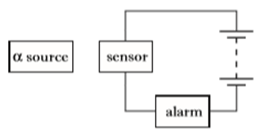 α source
sensor
alarm